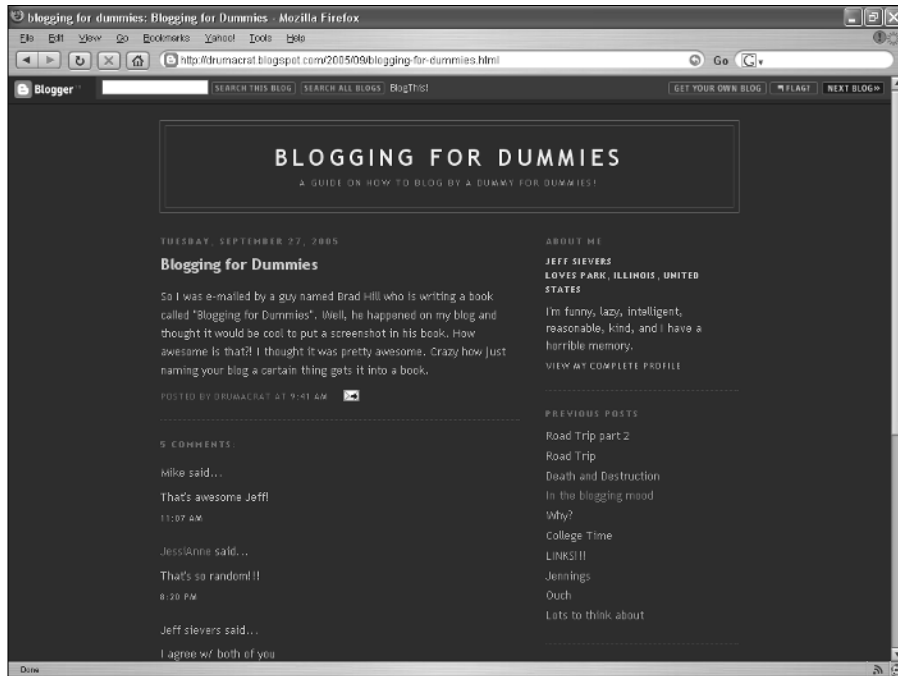 blogging for dummies: Blogging for Dummies - Mozilla Firefox
File Edit View Go Bookmarks Yahoo! Tools Help
http://drumacrat.blogspot.com/2005/09/blogging-for-dummies.html Go G
Blogger SEARCH THIS BLOG SEARCH ALL BLOGS BlogThis! GET YOUR OWN BLOG FLAG? NEXT BLOG»
BLOGGING FOR DUMMIES
A GUIDE ON HOW TO BLOG BY A DUMMY FOR DUMMIES!
TUESDAY, SEPTEMBER 27, 2005
Blogging for Dummies
So I was e-mailed by a guy named Brad Hill who is writing a book
called "Blogging for Dummies". Well, he happened on my blog and
thought it would be cool to put a screenshot in his book. How
awesome is that?! I thought it was pretty awesome. Crazy how just
naming your blog a certain thing gets it into a book.
POSTED BY DRUMACRAT AT 9:41 AM
5 COMMENTS:
Mike said...
That's awesome Jeff!
11:07 AM
JessiAnne said...
That's so random!!!
8:20 PM
Jeff sievers said...
I agree w/ both of you
ABOUT ME
JEFF SIEVERS
LOVES PARK, ILLINOIS, UNITED
STATES
I'm funny, lazy, intelligent,
reasonable, kind, and I have a
horrible memory.
VIEW MY COMPLETE PROFILE
PREVIOUS POSTS
Road Trip part 2
Road Trip
Death and Destruction
In the blogging mood
Why?
College Time
LINKS!!!
Jennings
Ouch
Lots to think about
Done